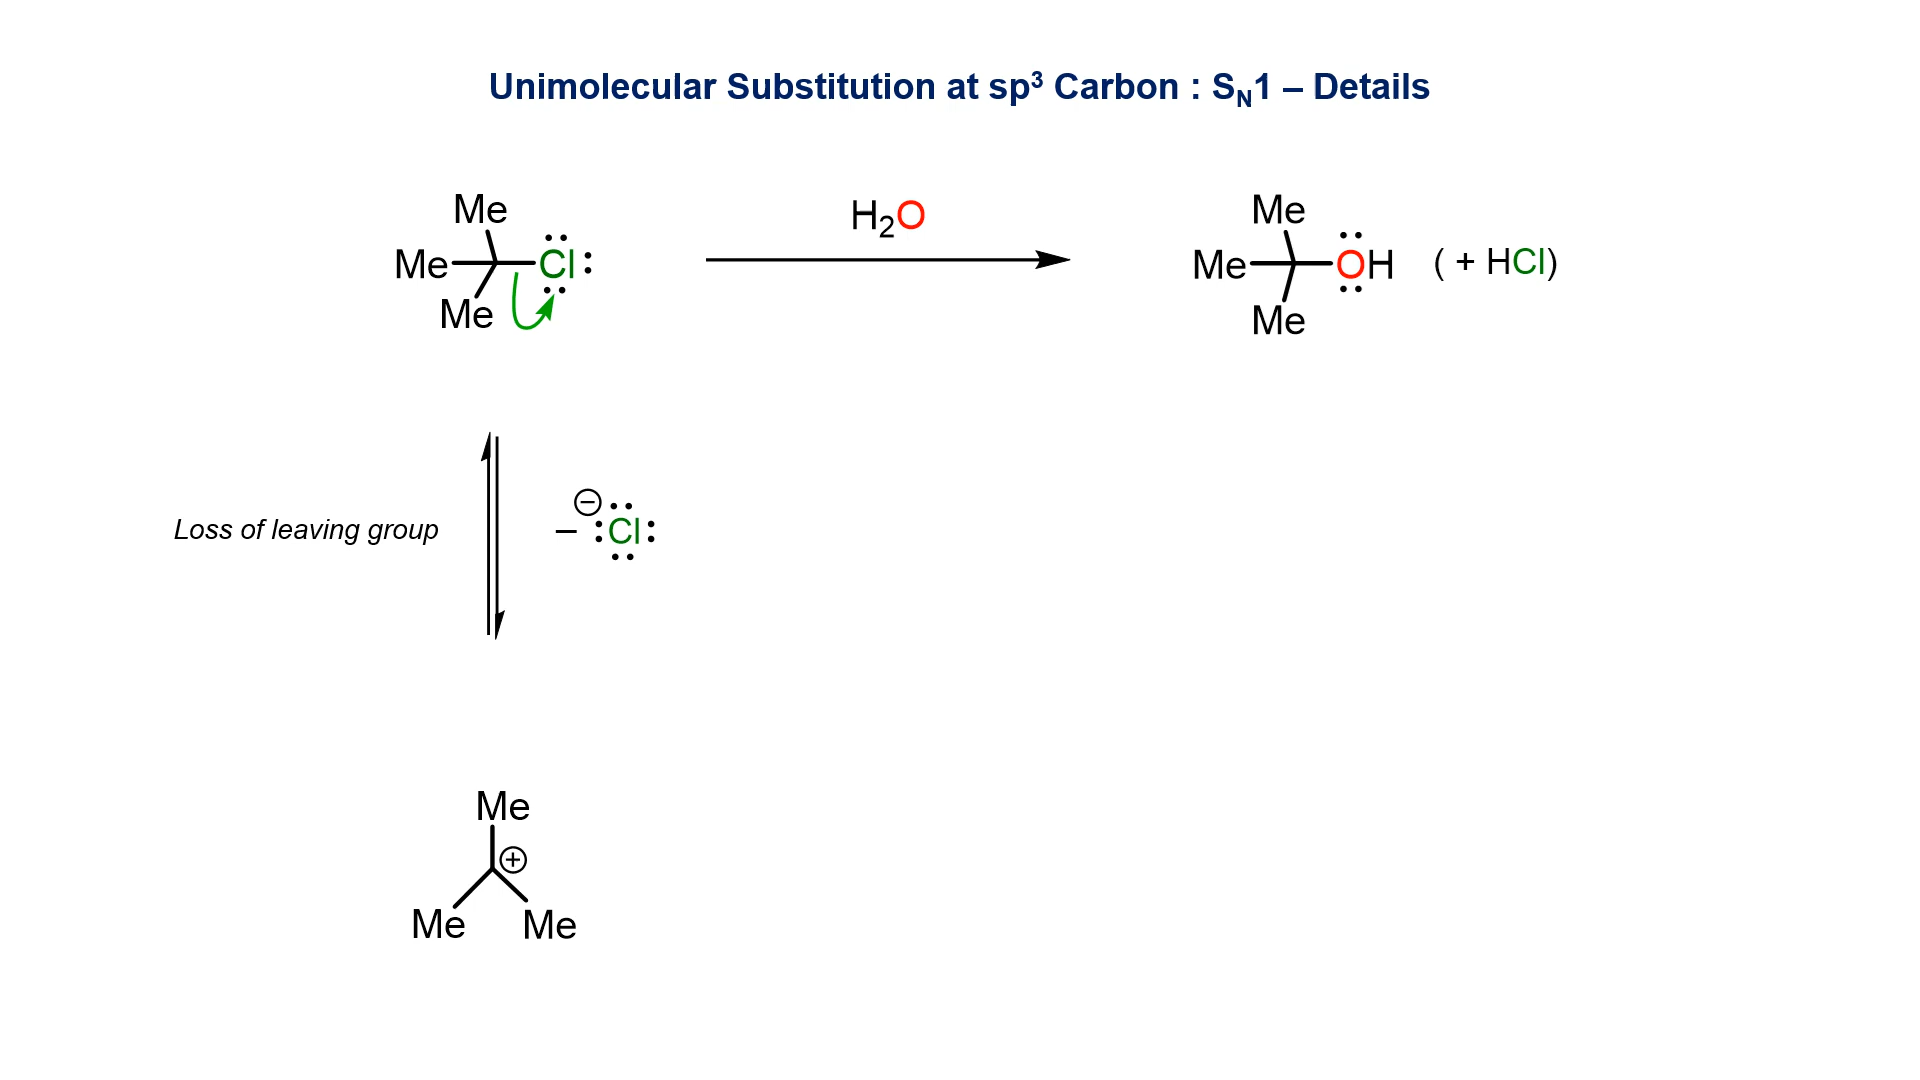 Unimolecular Substitution at sp³ Carbon : SN1 – Details
Me
Me
Cl
Me
H₂O
Me
Me
OH ( + HCl)
Me
Loss of leaving group
– Cl
⊖
Me
⊕
Me Me